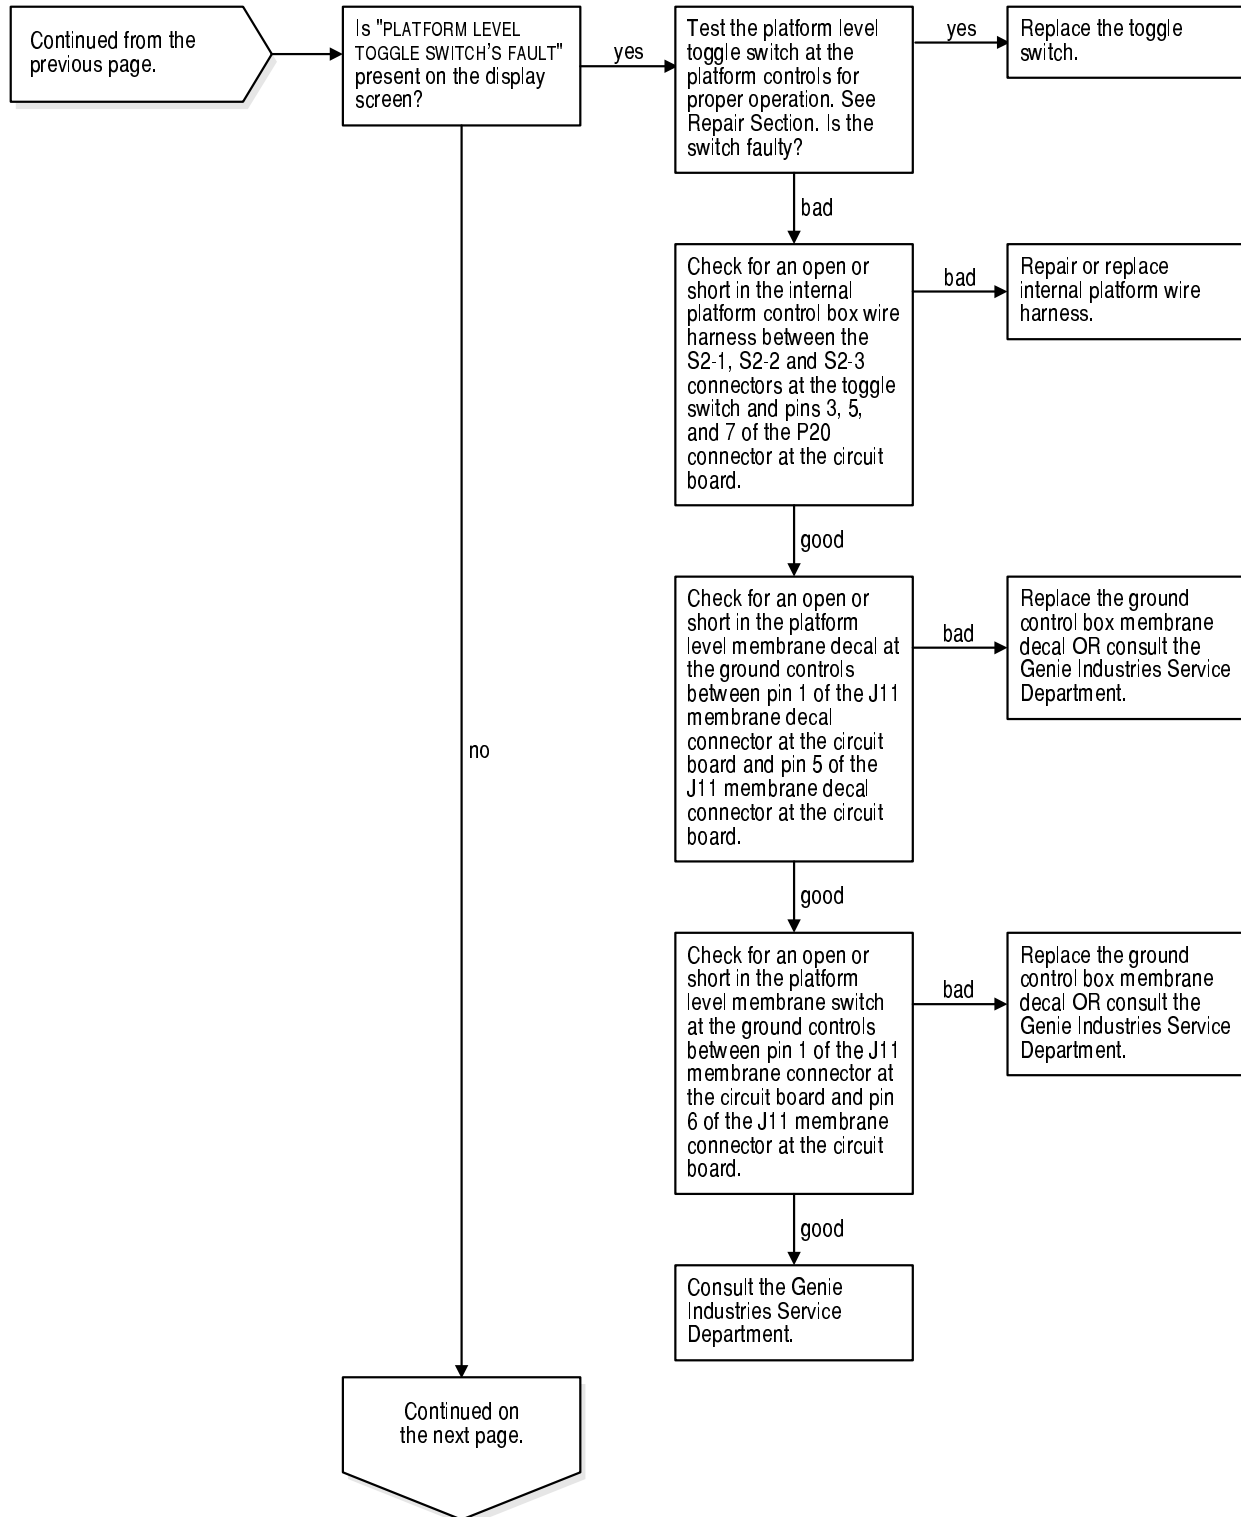 Continued from the
previous page.
Is "PLATFORM LEVEL
TOGGLE SWITCH'S FAULT"
present on the display
screen?
yes
Test the platform level
toggle switch at the
platform controls for
proper operation. See
Repair Section. Is the
switch faulty?
yes
Replace the toggle
switch.
bad
Check for an open or
short in the internal
platform control box wire
harness between the
S2-1, S2-2 and S2-3
connectors at the toggle
switch and pins 3, 5,
and 7 of the P20
connector at the circuit
board.
bad
Repair or replace
internal platform wire
harness.
good
Check for an open or
short in the platform
level membrane decal at
the ground controls
between pin 1 of the J11
membrane decal
connector at the circuit
board and pin 5 of the
J11 membrane decal
connector at the circuit
board.
bad
Replace the ground
control box membrane
decal OR consult the
Genie Industries Service
Department.
no
good
Check for an open or
short in the platform
level membrane switch
at the ground controls
between pin 1 of the J11
membrane connector at
the circuit board and pin
6 of the J11 membrane
connector at the circuit
board.
bad
Replace the ground
control box membrane
decal OR consult the
Genie Industries Service
Department.
good
Consult the Genie
Industries Service
Department.
Continued on
the next page.